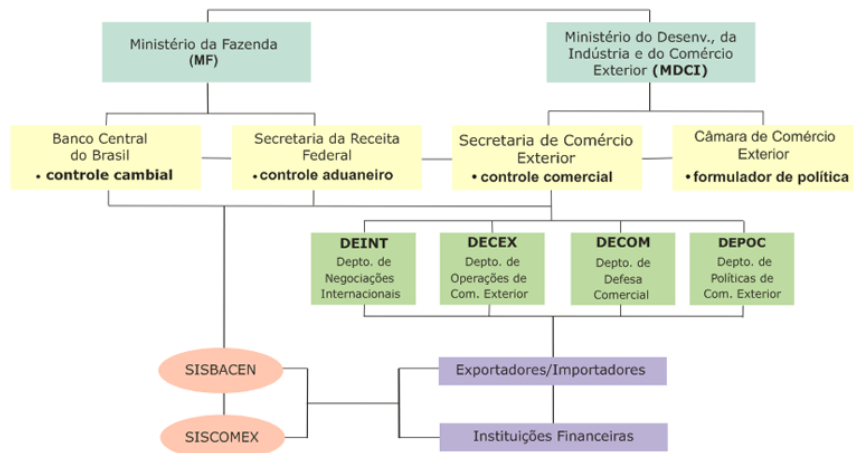 Ministério da Fazenda
(MF)
Ministério do Desenv., da
Indústria e do Comércio
Exterior (MDCI)
Banco Central
do Brasil
• controle cambial
Secretaria da Receita
Federal
• controle aduaneiro
Secretaria de Comércio
Exterior
• controle comercial
Câmara de Comércio
Exterior
• formulador de política
DEINT
Depto. de
Negociações
Internacionais
DECEX
Depto. de
Operações de
Com. Exterior
DECOM
Depto. de
Defesa
Comercial
DEPOC
Depto. de
Políticas de
Com. Exterior
SISBACEN
Exportadores/Importadores
SISCOMEX
Instituições Financeiras